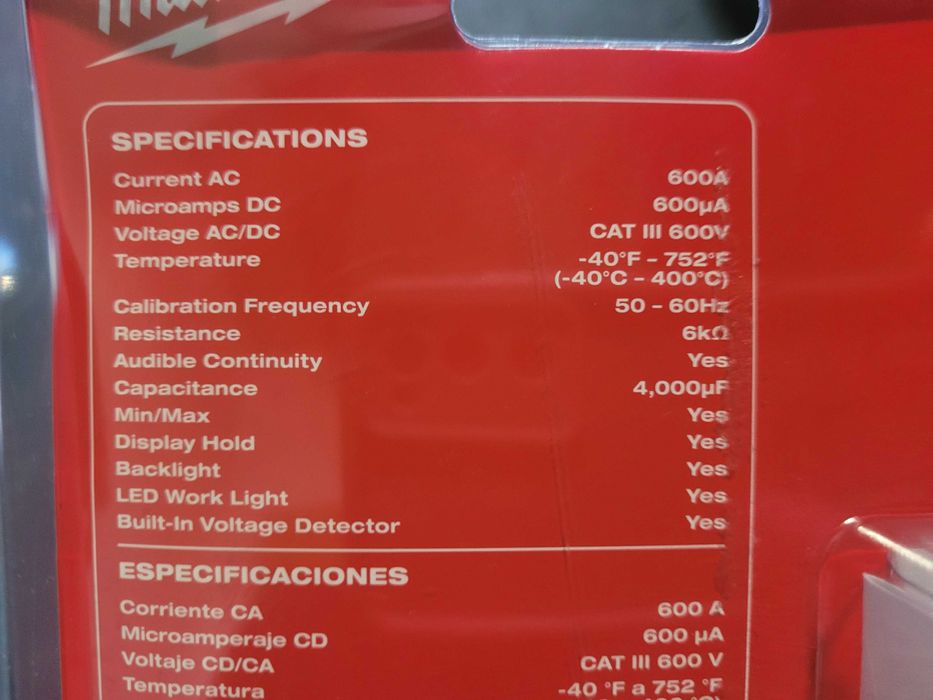 SPECIFICATIONS
Current AC 600A
Microamps DC 600µA
Voltage AC/DC CAT III 600V
Temperature -40°F – 752°F
(-40°C – 400°C)
Calibration Frequency 50 – 60Hz
Resistance 6kΩ
Audible Continuity Yes
Capacitance 4,000µF
Min/Max Yes
Display Hold Yes
Backlight Yes
LED Work Light Yes
Built-In Voltage Detector Yes
ESPECIFICACIONES
Corriente CA 600 A
Microamperaje CD 600 µA
Voltaje CD/CA CAT III 600 V
Temperatura -40 °F a 752 °F